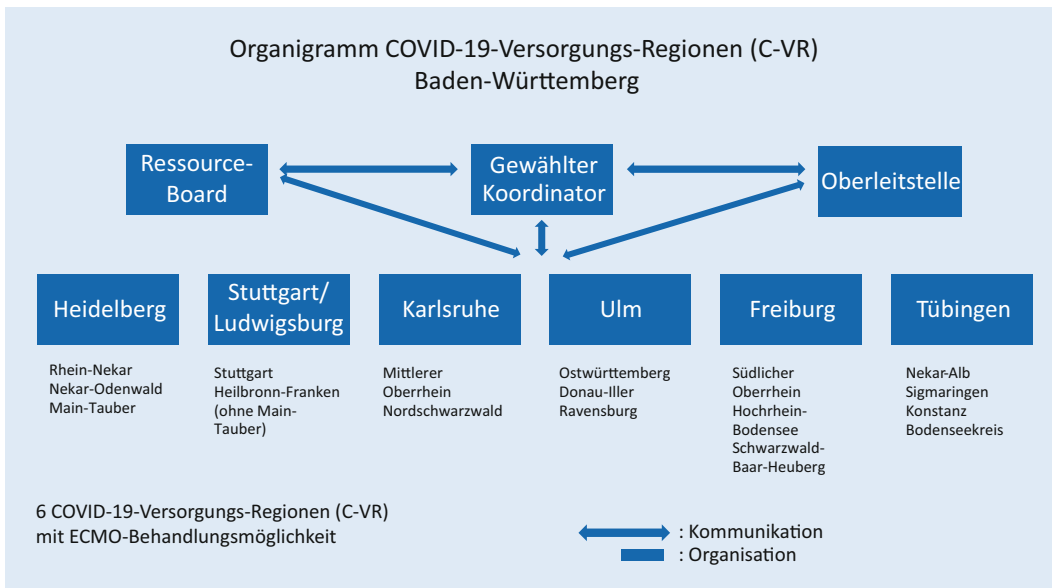 Organigramm COVID-19-Versorgungs-Regionen (C-VR)
Baden-Württemberg
Ressource-
Board
Gewählter
Koordinator
Oberleitstelle
Heidelberg
Stuttgart/
Ludwigsburg
Karlsruhe
Ulm
Freiburg
Tübingen
Rhein-Nekar
Nekar-Odenwald
Main-Tauber
Stuttgart
Heilbronn-Franken
(ohne Main-
Tauber)
Mittlerer
Oberrhein
Nordschwarzwald
Ostwürttemberg
Donau-Iller
Ravensburg
Südlicher
Oberrhein
Hochrhein-
Bodensee
Schwarzwald-
Baar-Heuberg
Nekar-Alb
Sigmaringen
Konstanz
Bodenseekreis
6 COVID-19-Versorgungs-Regionen (C-VR)
mit ECMO-Behandlungsmöglichkeit
: Kommunikation
: Organisation